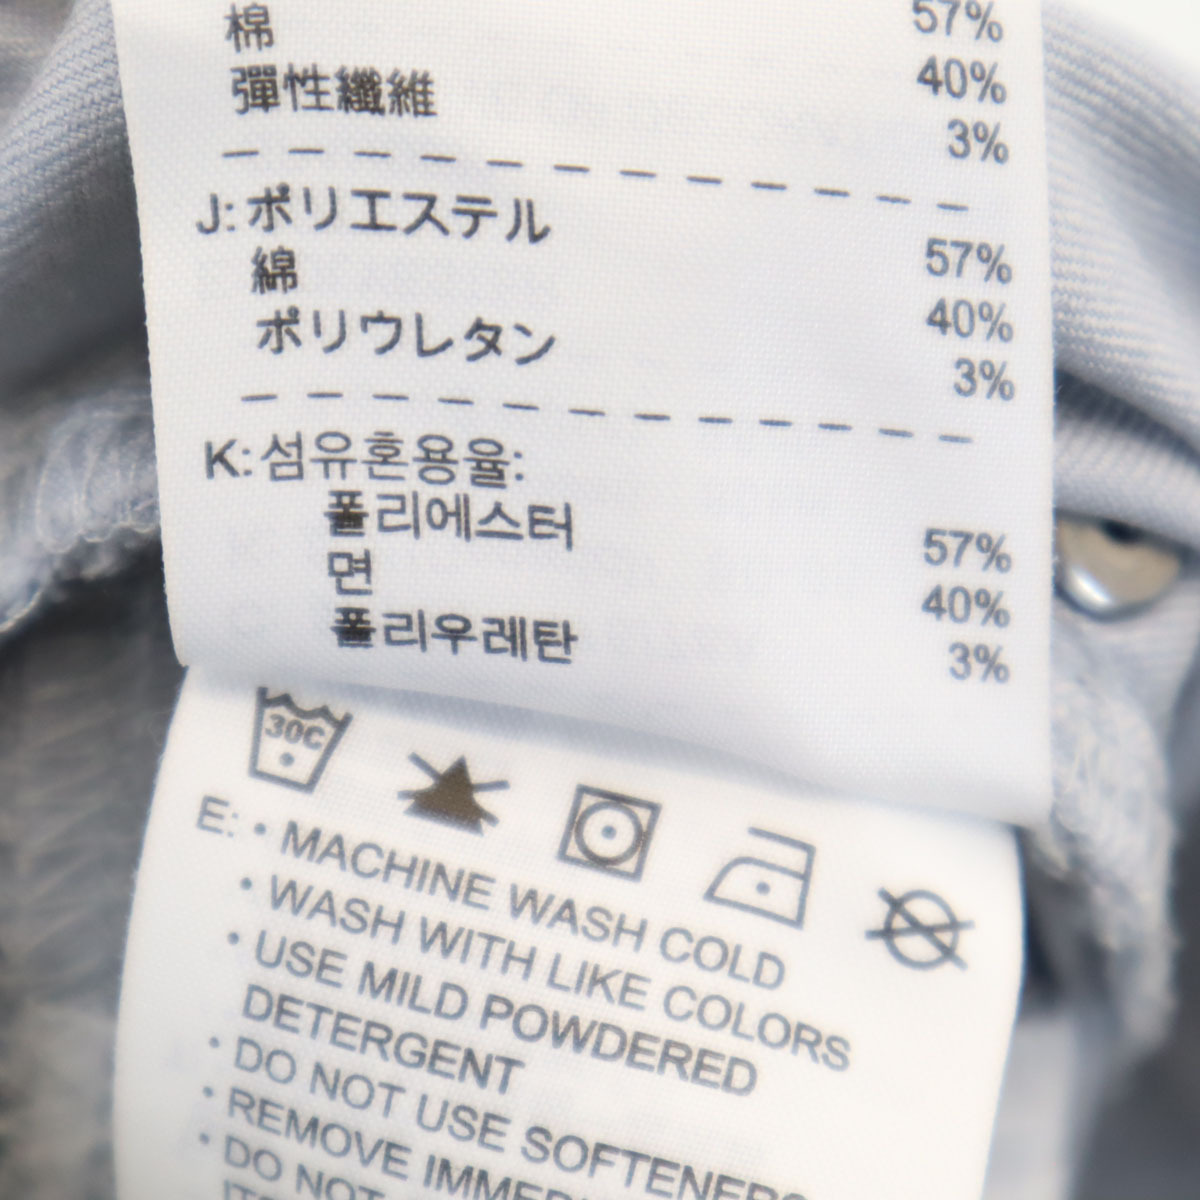 57%
棉 40%
彈性纖維 3%
J: ポリエステル 57%
綿 40%
ポリウレタン 3%
K: 섬유혼용율:
폴리에스터 57%
면 40%
폴리우레탄 3%
30C
E: • MACHINE WASH COLD
• WASH WITH LIKE COLORS
• USE MILD POWDERED
DETERGENT
• DO NOT USE SOFTENERS
• REMOVE
• DO NOT